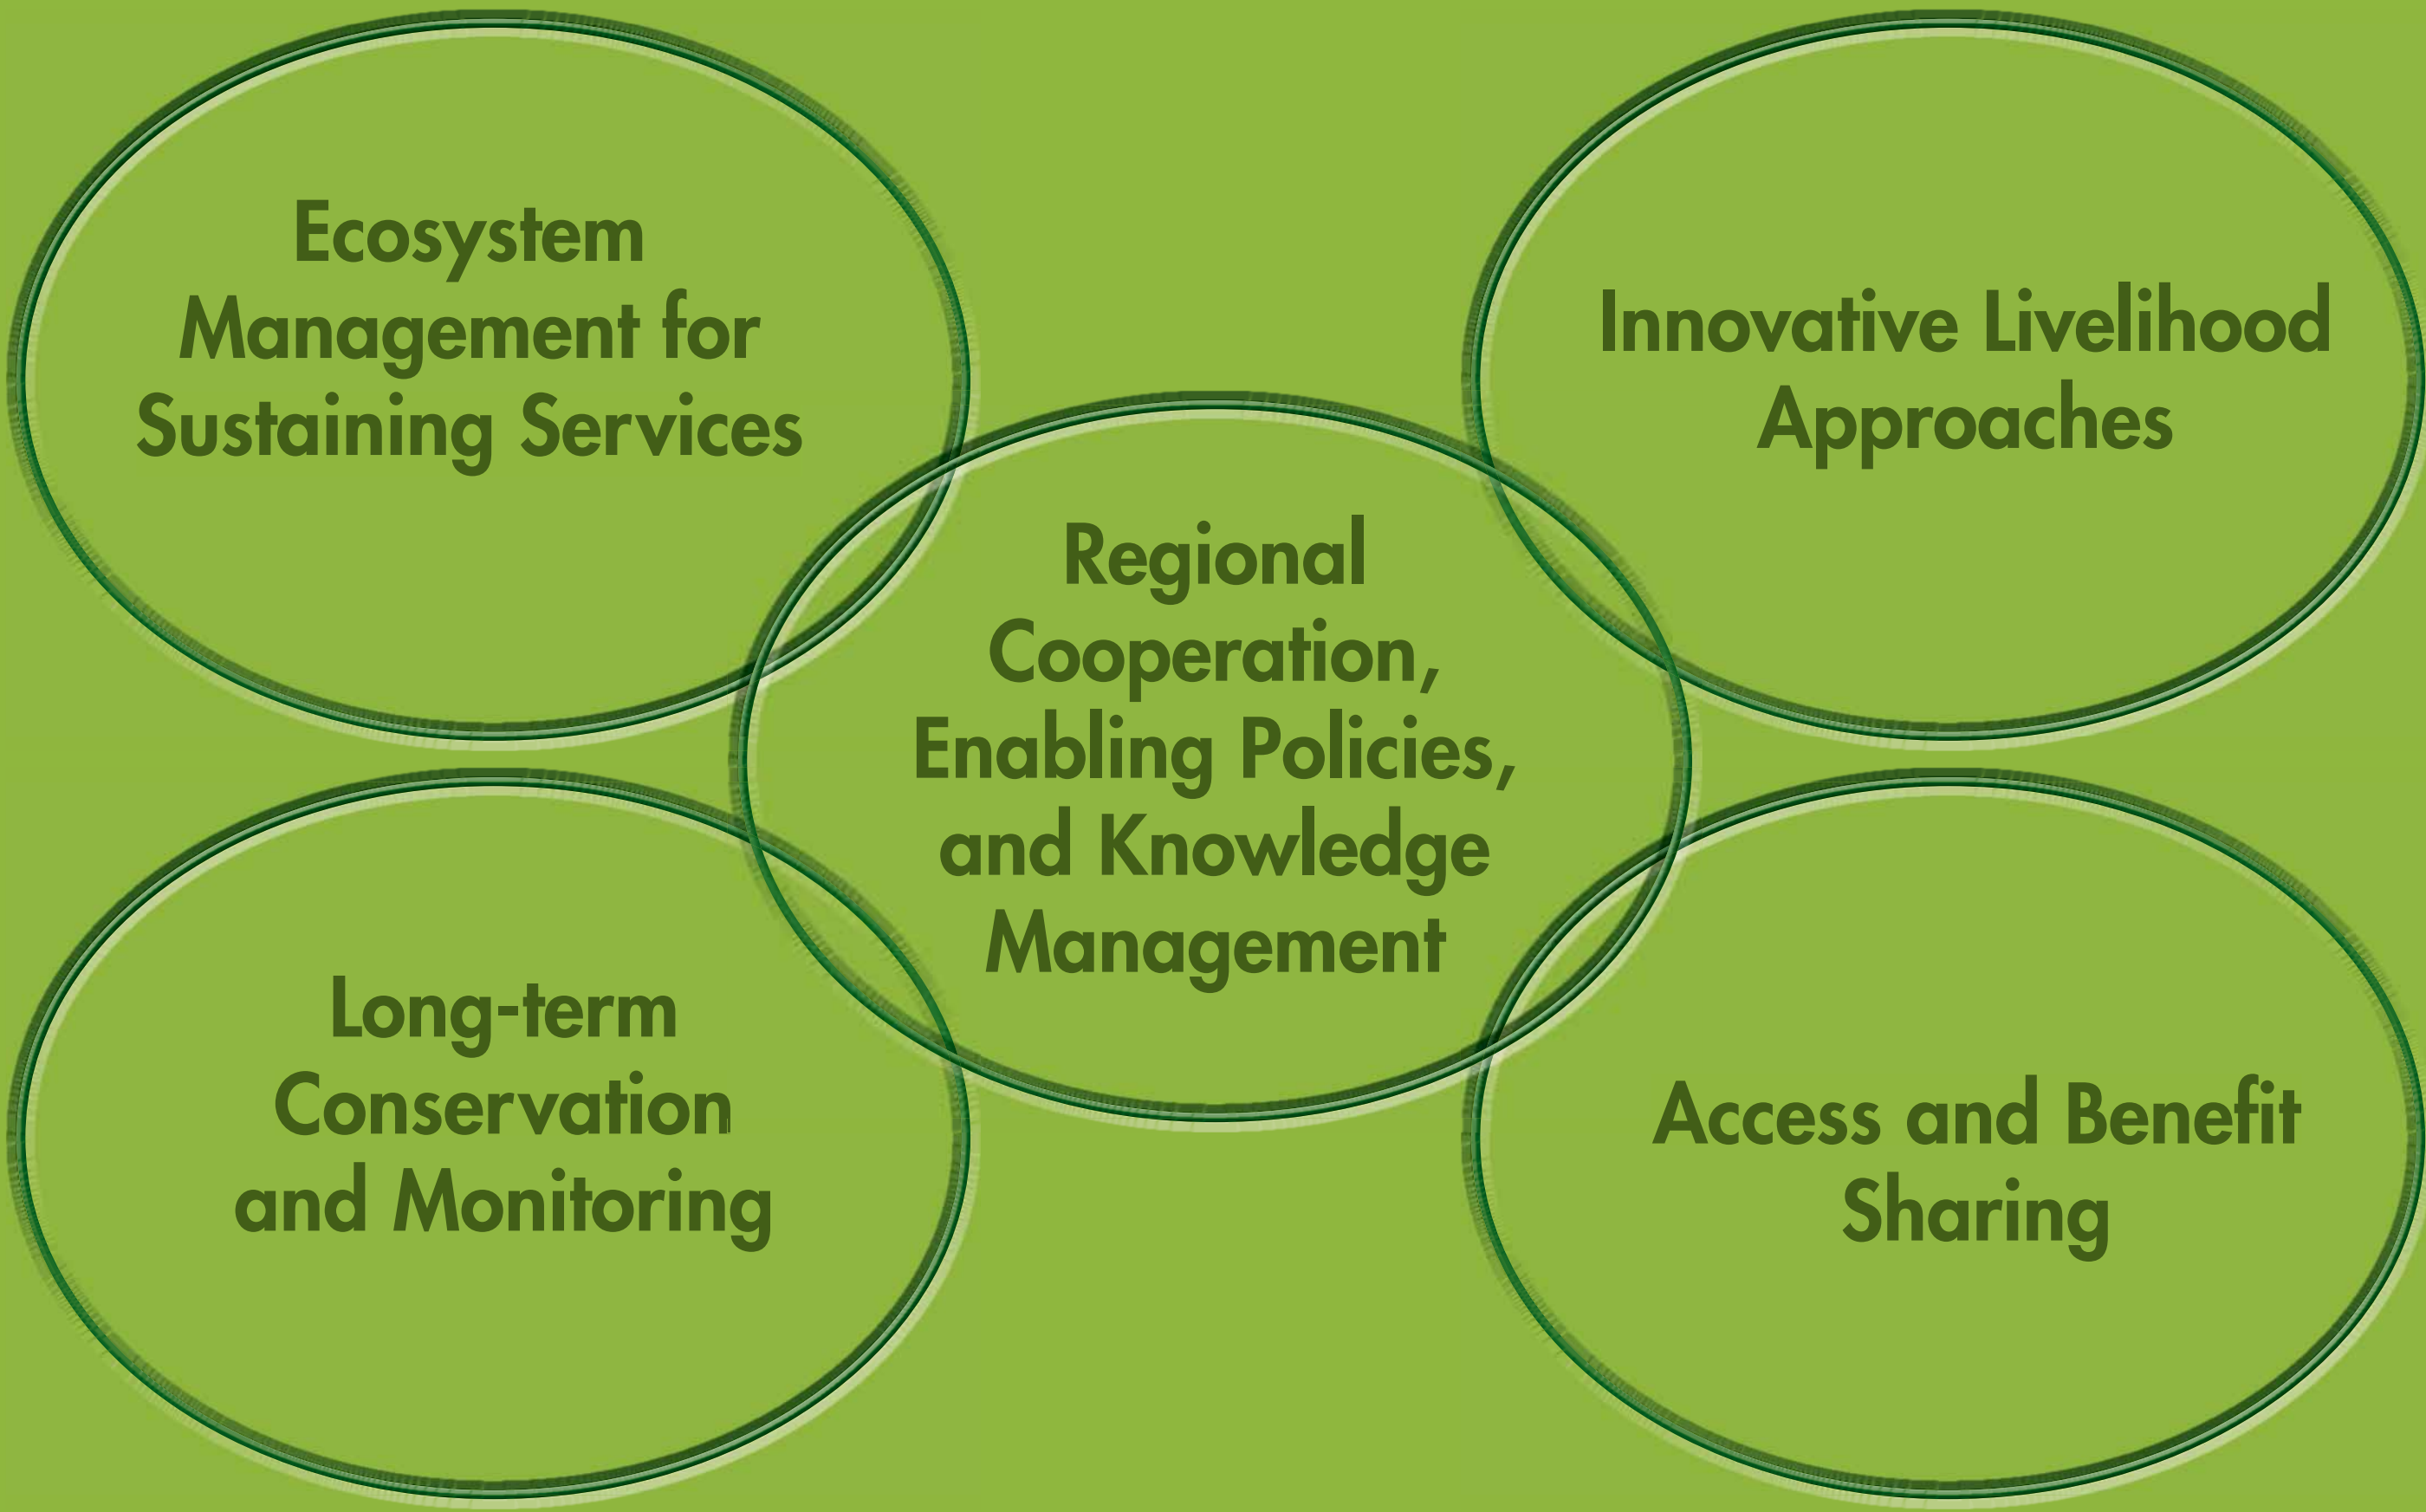 Ecosystem
Management for
Sustaining Services
Innovative Livelihood
Approaches
Regional
Cooperation,
Enabling Policies,
and Knowledge
Management
Long-term
Conservation
and Monitoring
Access and Benefit
Sharing